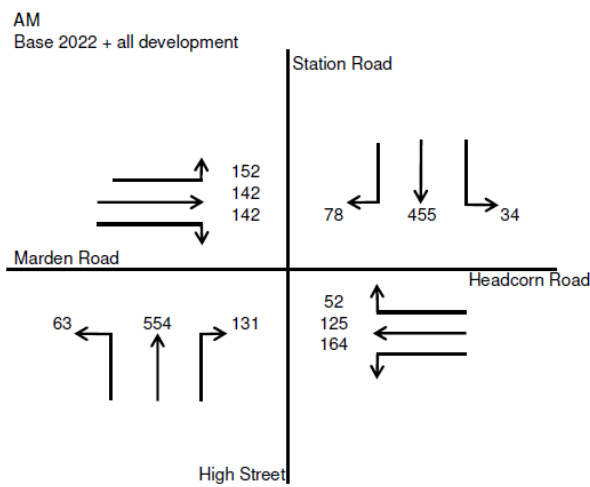 AM
Base 2022 + all development
Station Road
152
142
142
78 455 34
Marden Road
Headcorn Road
63 554 131
52
125
164
High Street